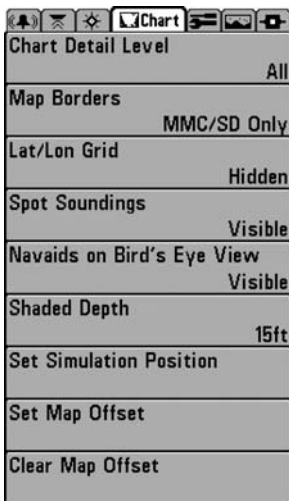 Chart
Chart Detail Level
All
Map Borders
MMC/SD Only
Lat/Lon Grid
Hidden
Spot Soundings
Visible
Navaids on Bird's Eye View
Visible
Shaded Depth
15ft
Set Simulation Position
Set Map Offset
Clear Map Offset